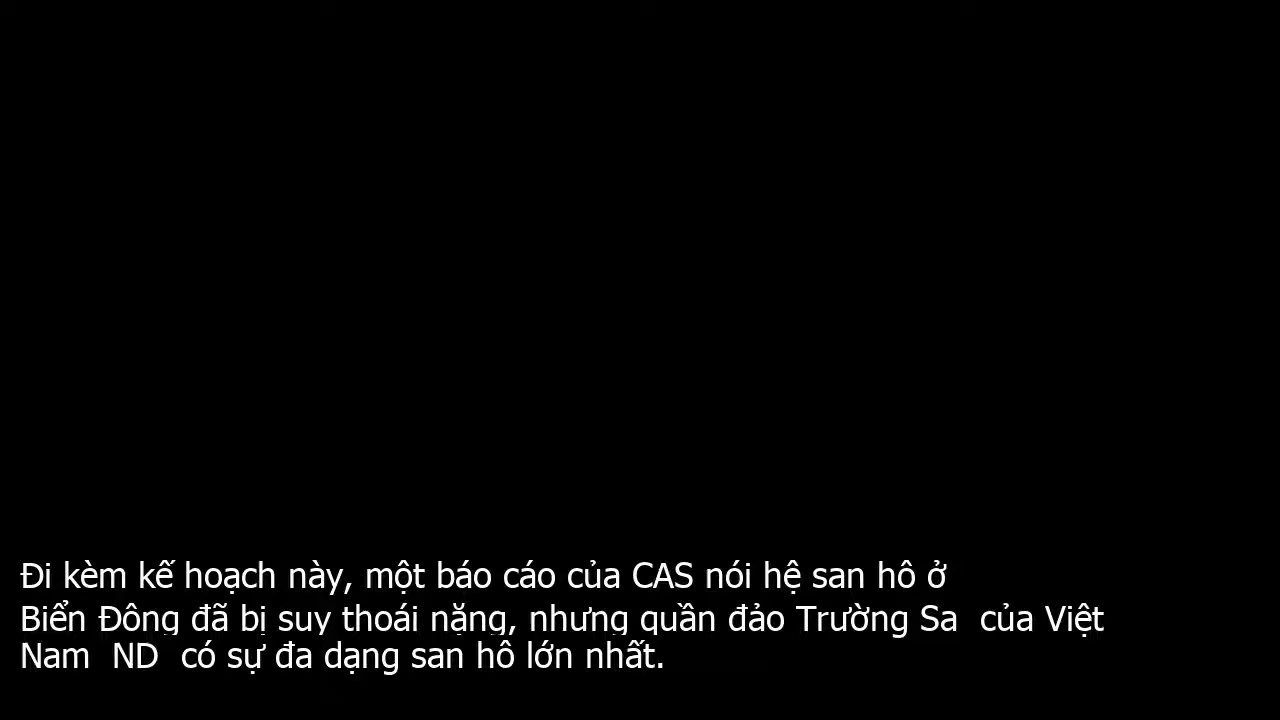 Đi kèm kế hoạch này, một báo cáo của CAS nói hệ san hô ở
Biển Đông đã bị suy thoái nặng, nhưng quần đảo Trường Sa  của Việt
Nam  ND  có sự đa dạng san hô lớn nhất.